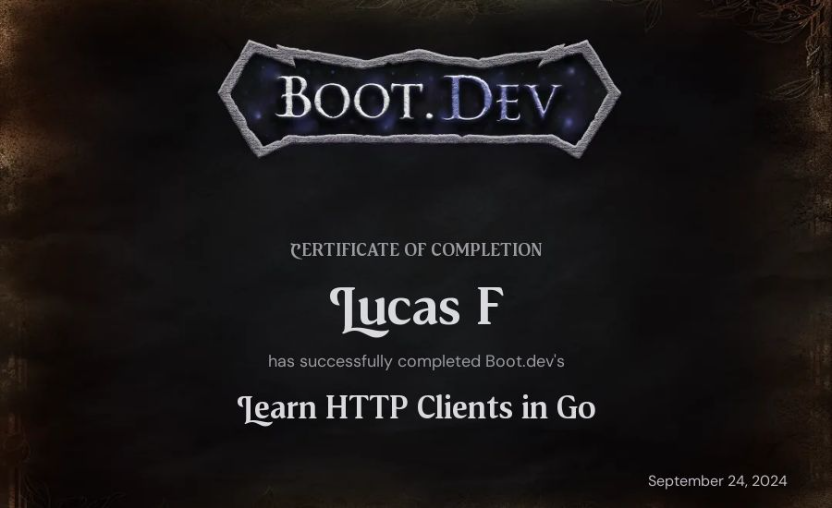 BOOT.DEV
CERTIFICATE OF COMPLETION
Lucas F
has successfully completed Boot.dev's
Learn HTTP Clients in Go
September 24, 2024